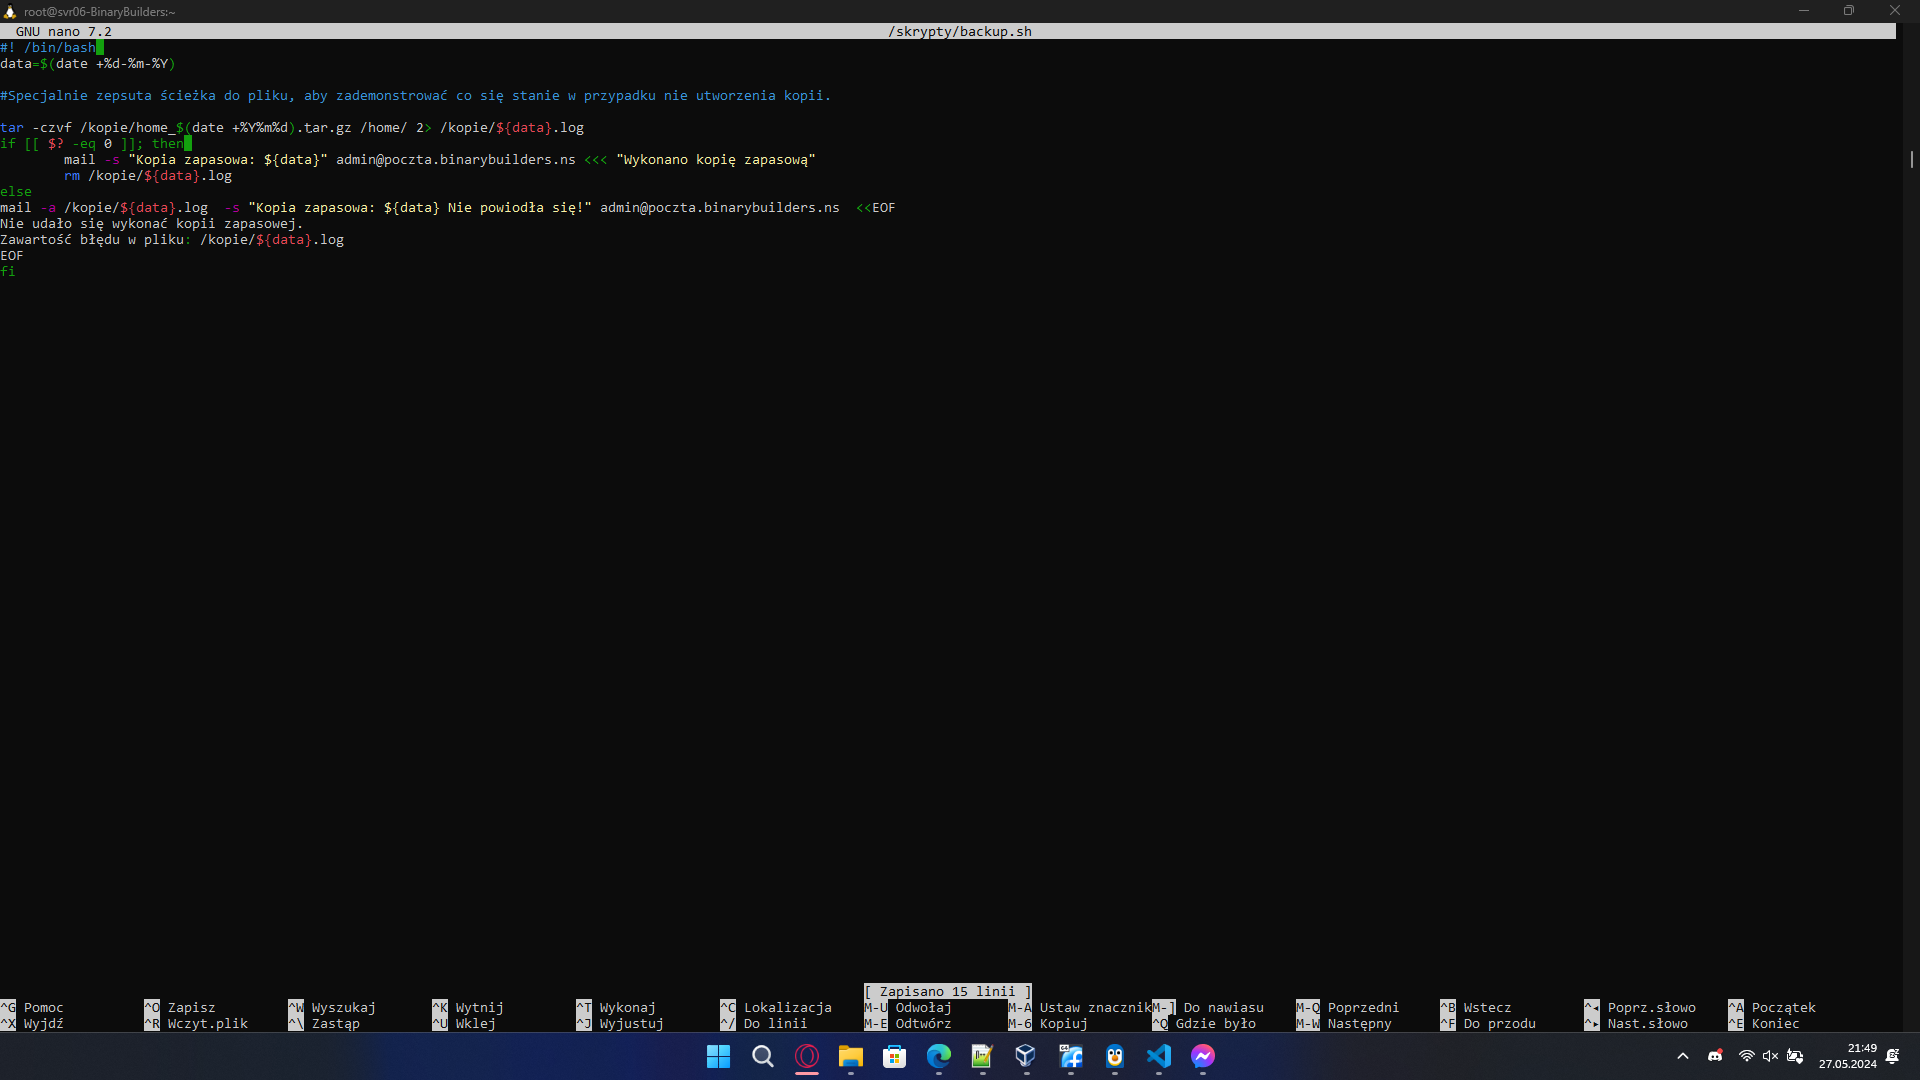 root@svr06-BinaryBuilders:~
GNU nano 7.2 /skrypty/backup.sh
#! /bin/bash
data=$(date +%d-%m-%Y)
#Specjalnie zepsuta ścieżka do pliku, aby zademonstrować co się stanie w przypadku nie utworzenia kopii.
tar -czvf /kopie/home_$(date +%Y%m%d).tar.gz /home/ 2> /kopie/${data}.log
if [[ $? -eq 0 ]]; then
mail -s "Kopia zapasowa: ${data}" admin@poczta.binarybuilders.ns <<< "Wykonano kopię zapasową"
rm /kopie/${data}.log
else
mail -a /kopie/${data}.log  -s "Kopia zapasowa: ${data} Nie powiodła się!" admin@poczta.binarybuilders.ns  <<EOF
Nie udało się wykonać kopii zapasowej.
Zawartość błędu w pliku: /kopie/${data}.log
EOF
fi
[ Zapisano 15 linii ]
^G Pomoc ^O Zapisz ^W Wyszukaj ^K Wytnij ^T Wykonaj ^C Lokalizacja M-U Odwołaj M-A Ustaw znacznik M-] Do nawiasu M-Q Poprzedni ^B Wstecz ^◂ Poprz.słowo ^A Początek
^X Wyjdź ^R Wczyt.plik ^\ Zastąp ^U Wklej ^J Wyjustuj ^/ Do linii M-E Odtwórz M-6 Kopiuj ^Q Gdzie było M-W Następny ^F Do przodu ^▸ Nast.słowo ^E Koniec
21:49
27.05.2024